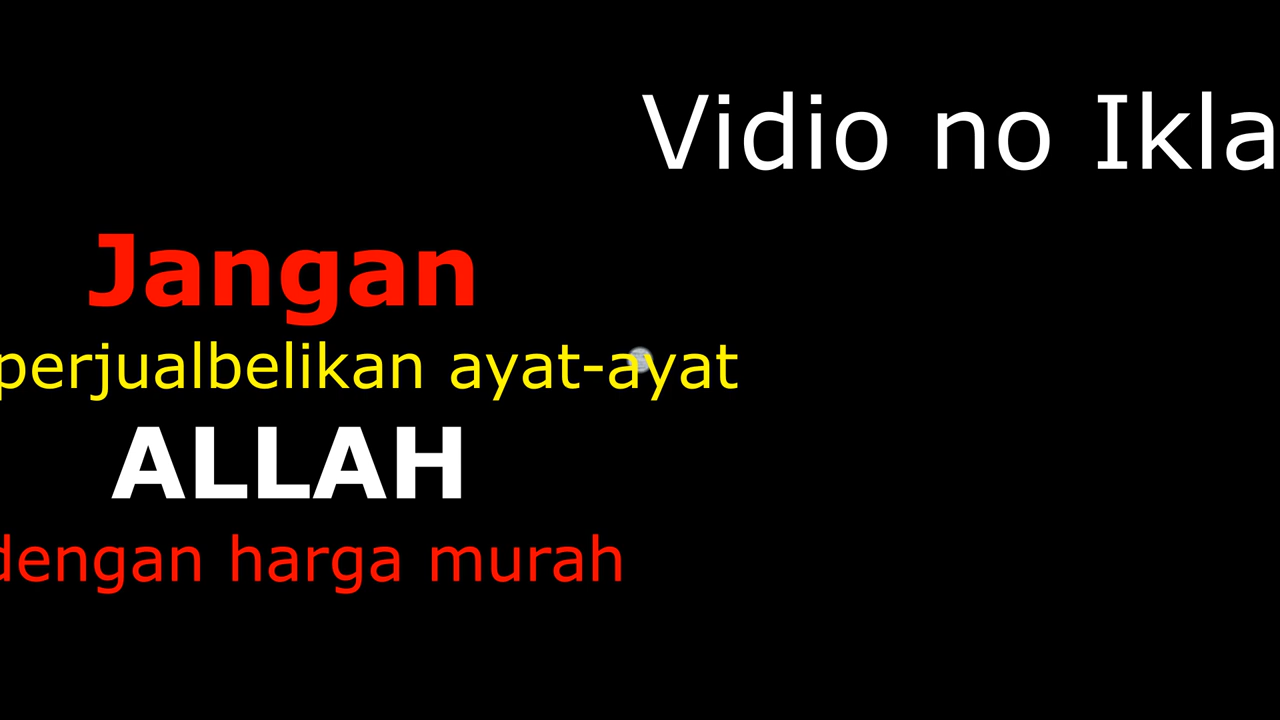 Vidio no Ikla
Jangan
perjualbelikan ayat-ayat
ALLAH
dengan harga murah